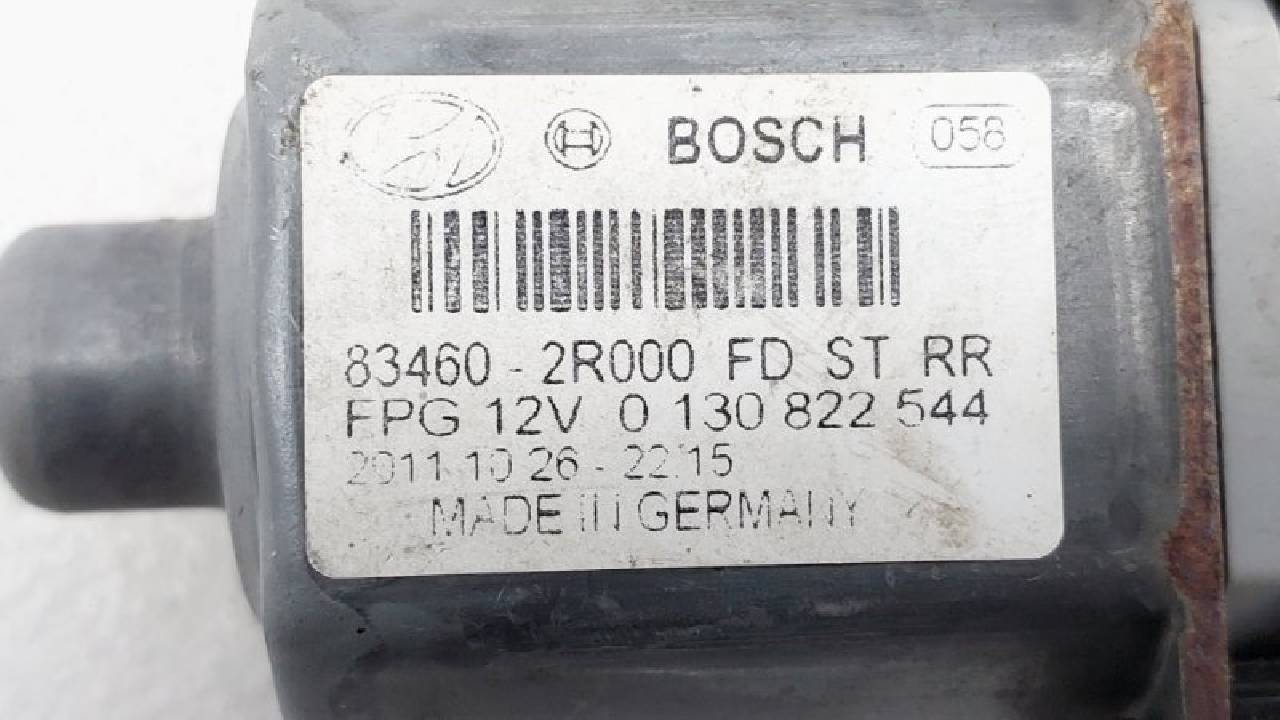 BOSCH 058
83460 - 2R000 FD ST RR
FPG 12V 0 130 822 544
2011 10 26 - 22:15
MADE IN GERMANY